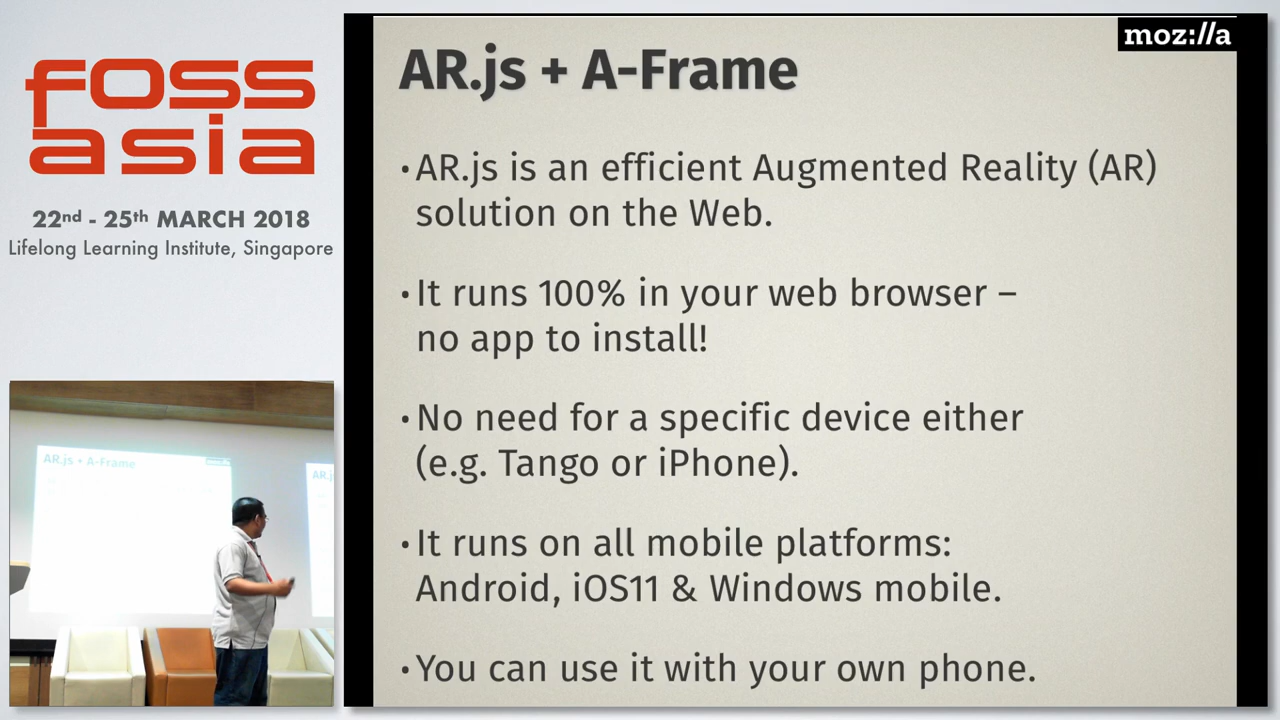 foss
asia
22nd - 25th MARCH 2018
Lifelong Learning Institute, Singapore
moz://a
AR.js + A-Frame
•AR.js is an efficient Augmented Reality (AR)
solution on the Web.
•It runs 100% in your web browser –
no app to install!
•No need for a specific device either
(e.g. Tango or iPhone).
•It runs on all mobile platforms:
Android, iOS11 & Windows mobile.
•You can use it with your own phone.
AR.js + A-Frame
AR.j